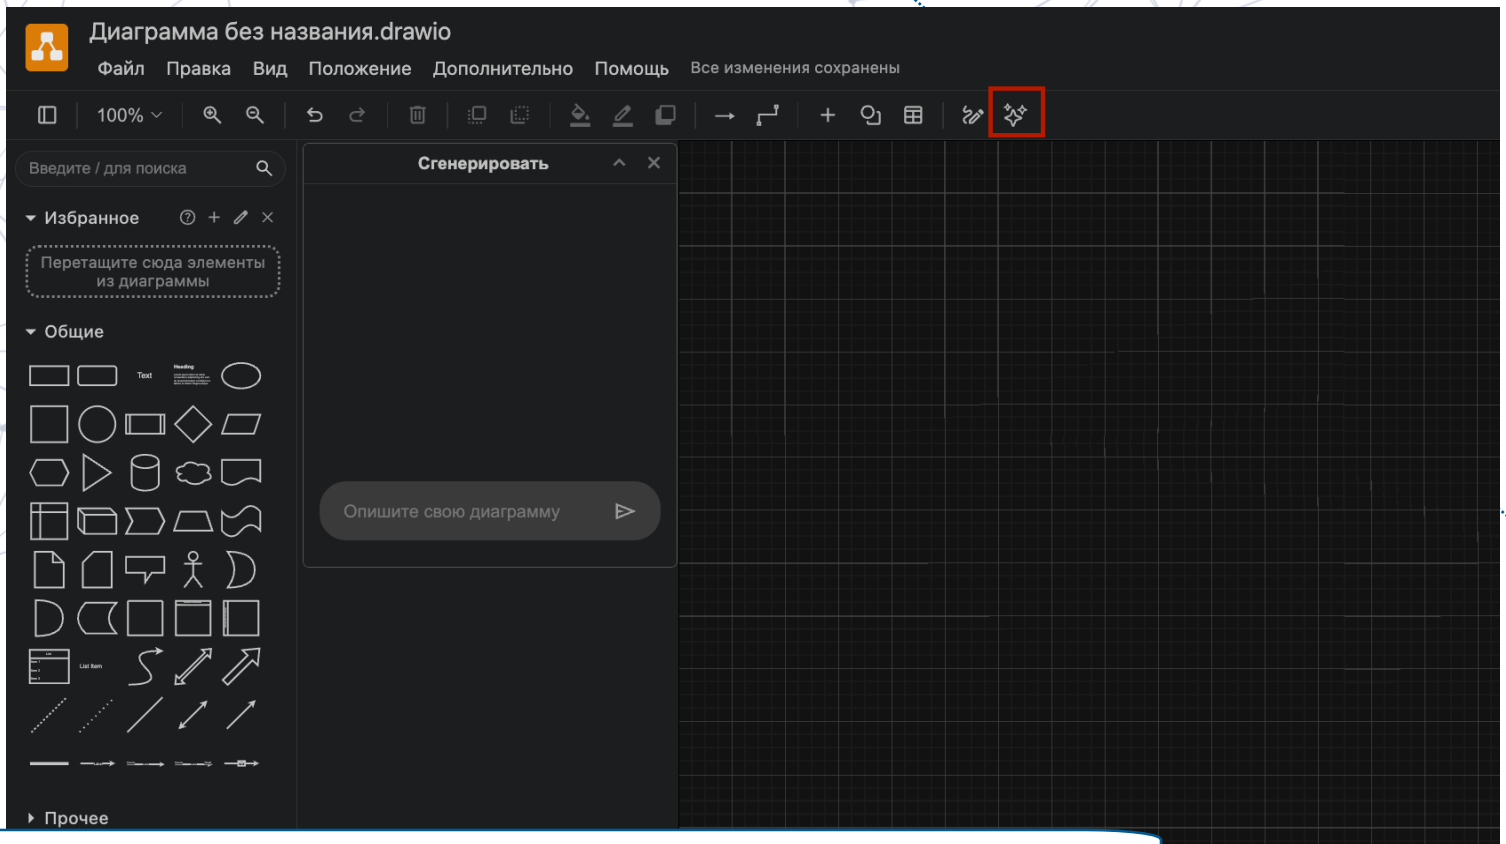 Диаграмма без названия.drawio
Файл Правка Вид Положение Дополнительно Помощь Все изменения сохранены
100%
Введите / для поиска
Сгенерировать
Избранное
Перетащите сюда элементы
из диаграммы
Общие
Text
Heading
Опишите свою диаграмму
List Item
Прочее